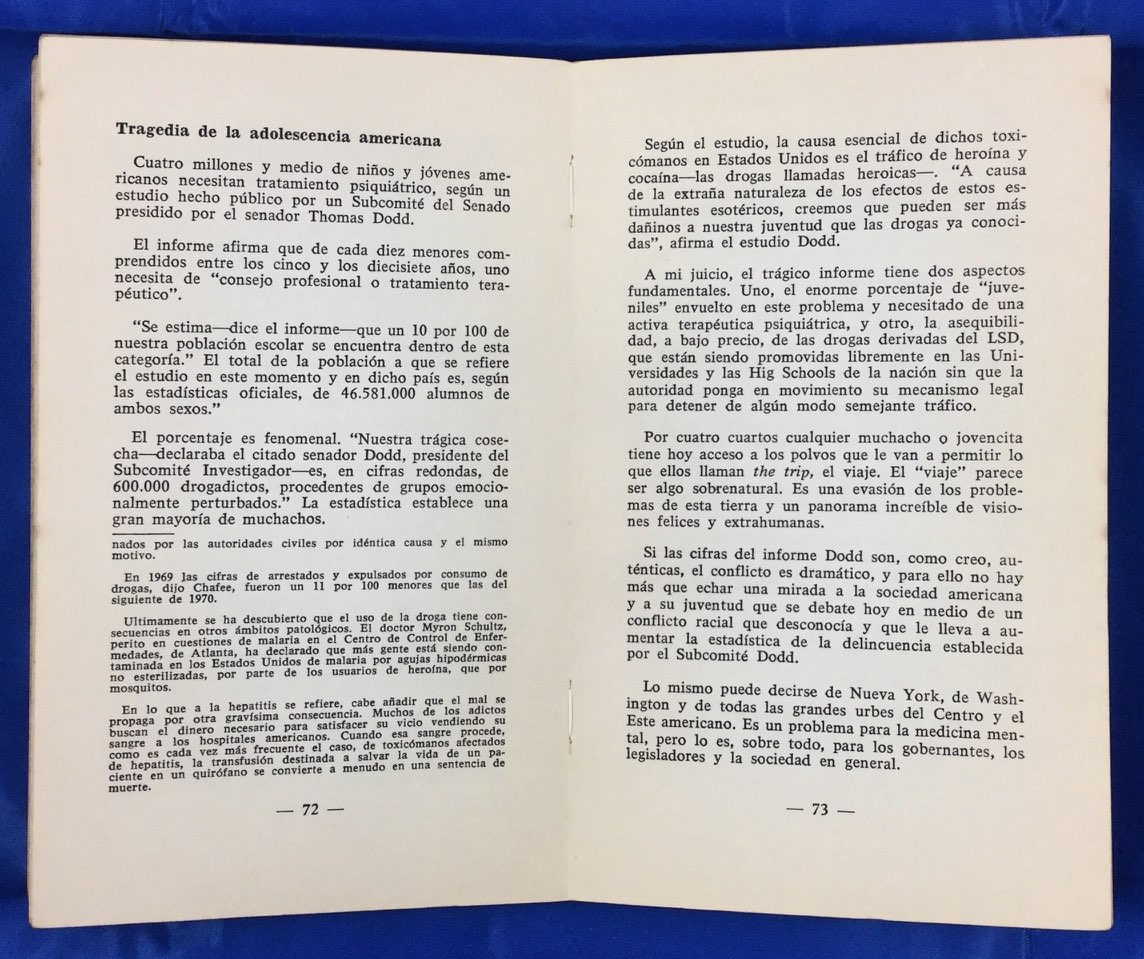 Tragedia de la adolescencia americana
Cuatro millones y medio de niños y jóvenes ame-
ricanos necesitan tratamiento psiquiátrico, según un
estudio hecho público por un Subcomité del Senado
presidido por el senador Thomas Dodd.
El informe afirma que de cada diez menores com-
prendidos entre los cinco y los diecisiete años, uno
necesita de “consejo profesional o tratamiento tera-
péutico”.
“Se estima—dice el informe—que un 10 por 100 de
nuestra población escolar se encuentra dentro de esta
categoría.” El total de la población a que se refiere
el estudio en este momento y en dicho país es, según
las estadísticas oficiales, de 46.581.000 alumnos de
ambos sexos.”
El porcentaje es fenomenal. “Nuestra trágica cose-
cha—declaraba el citado senador Dodd, presidente del
Subcomité Investigador—es, en cifras redondas, de
600.000 drogadictos, procedentes de grupos emocio-
nalmente perturbados.” La estadística establece una
gran mayoría de muchachos.
nados por las autoridades civiles por idéntica causa y el mismo
motivo.
En 1969 las cifras de arrestados y expulsados por consumo de
drogas, dijo Chafee, fueron un 11 por 100 menores que las del
siguiente de 1970.
Ultimamente se ha descubierto que el uso de la droga tiene con-
secuencias en otros ámbitos patológicos. El doctor Myron Schultz,
perito en cuestiones de malaria en el Centro de Control de Enfer-
medades, de Atlanta, ha declarado que más gente está siendo con-
taminada en los Estados Unidos de malaria por agujas hipodérmicas
no esterilizadas, por parte de los usuarios de heroína, que por
mosquitos.
En lo que a la hepatitis se refiere, cabe añadir que el mal se
propaga por otra gravísima consecuencia. Muchos de los adictos
buscan el dinero necesario para satisfacer su vicio vendiendo su
sangre a los hospitales americanos. Cuando esa sangre procede,
como es cada vez más frecuente el caso, de toxicómanos afectados
de hepatitis, la transfusión destinada a salvar la vida de un pa-
ciente en un quirófano se convierte a menudo en una sentencia de
muerte.
— 72 —
Según el estudio, la causa esencial de dichos toxi-
cómanos en Estados Unidos es el tráfico de heroína y
cocaína—las drogas llamadas heroicas—. “A causa
de la extraña naturaleza de los efectos de estos es-
timulantes esotéricos, creemos que pueden ser más
dañinos a nuestra juventud que las drogas ya conoci-
das”, afirma el estudio Dodd.
A mi juicio, el trágico informe tiene dos aspectos
fundamentales. Uno, el enorme porcentaje de “juve-
niles” envuelto en este problema y necesitado de una
activa terapéutica psiquiátrica, y otro, la asequibili-
dad, a bajo precio, de las drogas derivadas del LSD,
que están siendo promovidas libremente en las Uni-
versidades y las Hig Schools de la nación sin que la
autoridad ponga en movimiento su mecanismo legal
para detener de algún modo semejante tráfico.
Por cuatro cuartos cualquier muchacho o jovencita
tiene hoy acceso a los polvos que le van a permitir lo
que ellos llaman the trip, el viaje. El “viaje” parece
ser algo sobrenatural. Es una evasión de los proble-
mas de esta tierra y un panorama increíble de visio-
nes felices y extrahumanas.
Si las cifras del informe Dodd son, como creo, au-
ténticas, el conflicto es dramático, y para ello no hay
más que echar una mirada a la sociedad americana
y a su juventud que se debate hoy en medio de un
conflicto racial que desconocía y que le lleva a au-
mentar la estadística de la delincuencia establecida
por el Subcomité Dodd.
Lo mismo puede decirse de Nueva York, de Wash-
ington y de todas las grandes urbes del Centro y el
Este americano. Es un problema para la medicina men-
tal, pero lo es, sobre todo, para los gobernantes, los
legisladores y la sociedad en general.
— 73 —